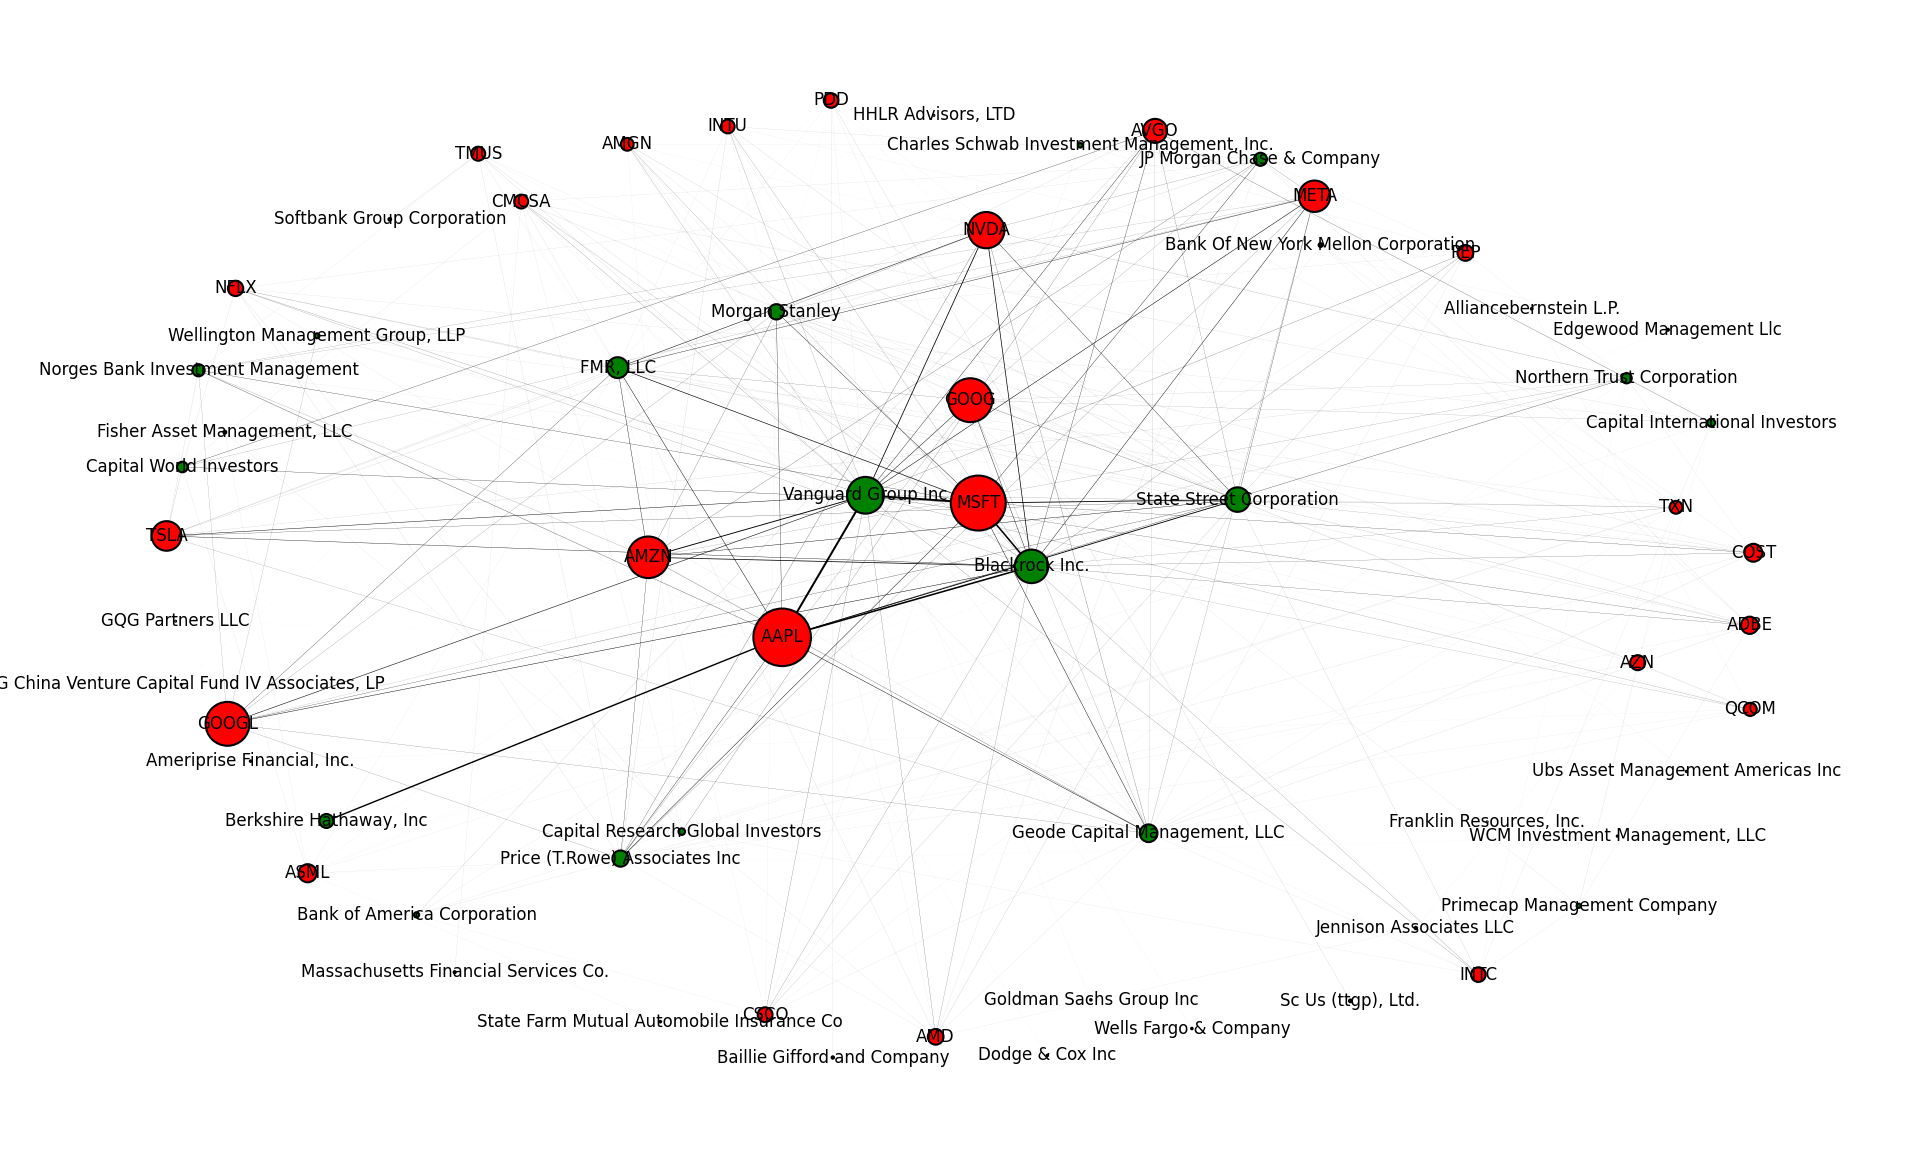 PDD
HHLR Advisors, LTD
INTU
AVGO
AMGN
Charles Schwab Investment Management, Inc.
TMUS
JP Morgan Chase & Company
META
CMCSA
Softbank Group Corporation
NVDA
Bank Of New York Mellon Corporation
PEP
NFLX
Alliancebernstein L.P.
Morgan Stanley
Edgewood Management Llc
Wellington Management Group, LLP
FMR, LLC
Norges Bank Investment Management
Northern Trust Corporation
GOOG
Capital International Investors
Fisher Asset Management, LLC
Capital World Investors
Vanguard Group Inc
MSFT
State Street Corporation
TXN
TSLA
COST
AMZN
Blackrock Inc.
GQG Partners LLC
ADBE
AAPL
AZN
G China Venture Capital Fund IV Associates, LP
QCOM
GOOGL
Ameriprise Financial, Inc.
Ubs Asset Management Americas Inc
Berkshire Hathaway, Inc
Franklin Resources, Inc.
Capital Research Global Investors
Geode Capital Management, LLC
WCM Investment Management, LLC
Price (T.Rowe) Associates Inc
ASML
Primecap Management Company
Bank of America Corporation
Jennison Associates LLC
Massachusetts Financial Services Co.
INTC
Goldman Sachs Group Inc
Sc Us (ttgp), Ltd.
CSCO
State Farm Mutual Automobile Insurance Co
Wells Fargo & Company
AMD
Dodge & Cox Inc
Baillie Gifford and Company